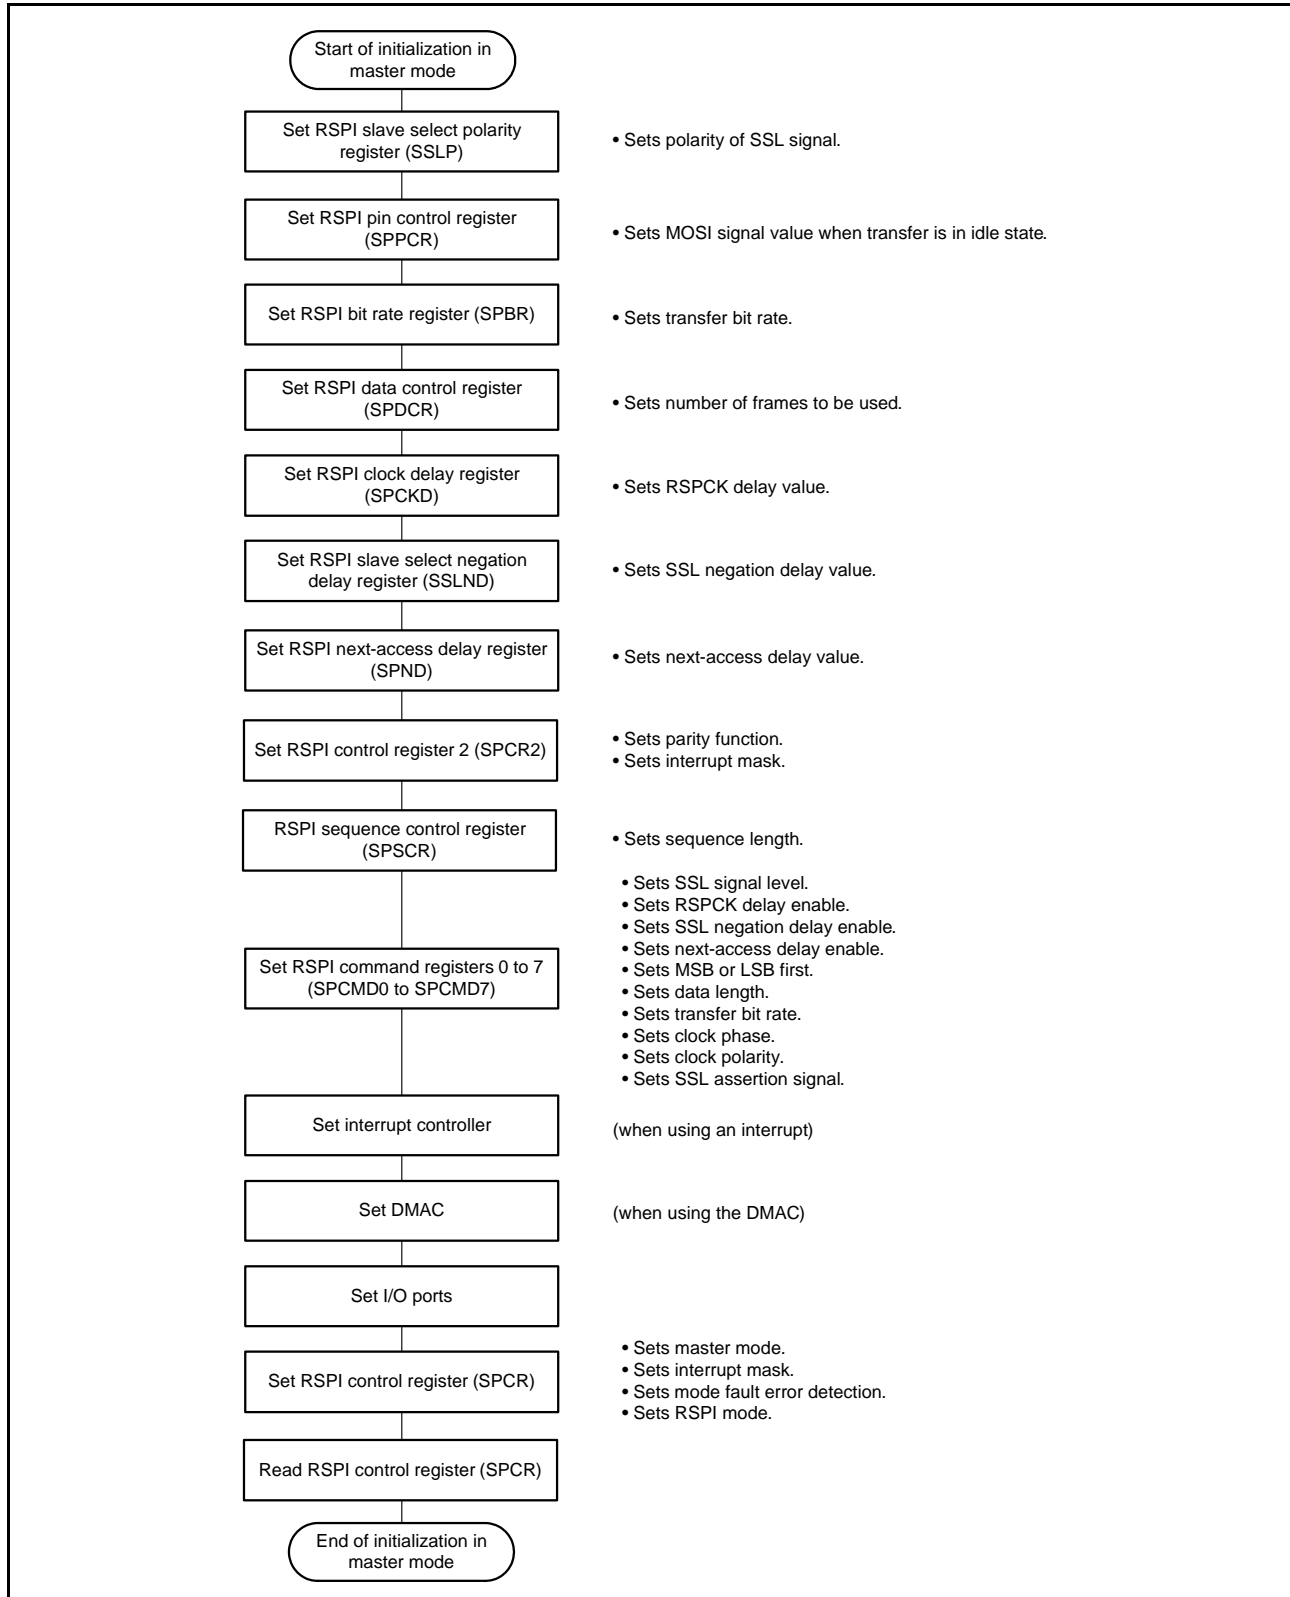 Start of initialization in
master mode
Set RSPI slave select polarity
register (SSLP)
• Sets polarity of SSL signal.
Set RSPI pin control register
(SPPCR)
• Sets MOSI signal value when transfer is in idle state.
Set RSPI bit rate register (SPBR)
• Sets transfer bit rate.
Set RSPI data control register
(SPDCR)
• Sets number of frames to be used.
Set RSPI clock delay register
(SPCKD)
• Sets RSPCK delay value.
Set RSPI slave select negation
delay register (SSLND)
• Sets SSL negation delay value.
Set RSPI next-access delay register
(SPND)
• Sets next-access delay value.
Set RSPI control register 2 (SPCR2)
• Sets parity function.
• Sets interrupt mask.
RSPI sequence control register
(SPSCR)
• Sets sequence length.
Set RSPI command registers 0 to 7
(SPCMD0 to SPCMD7)
• Sets SSL signal level.
• Sets RSPCK delay enable.
• Sets SSL negation delay enable.
• Sets next-access delay enable.
• Sets MSB or LSB first.
• Sets data length.
• Sets transfer bit rate.
• Sets clock phase.
• Sets clock polarity.
• Sets SSL assertion signal.
Set interrupt controller
(when using an interrupt)
Set DMAC
(when using the DMAC)
Set I/O ports
Set RSPI control register (SPCR)
• Sets master mode.
• Sets interrupt mask.
• Sets mode fault error detection.
• Sets RSPI mode.
Read RSPI control register (SPCR)
End of initialization in
master mode